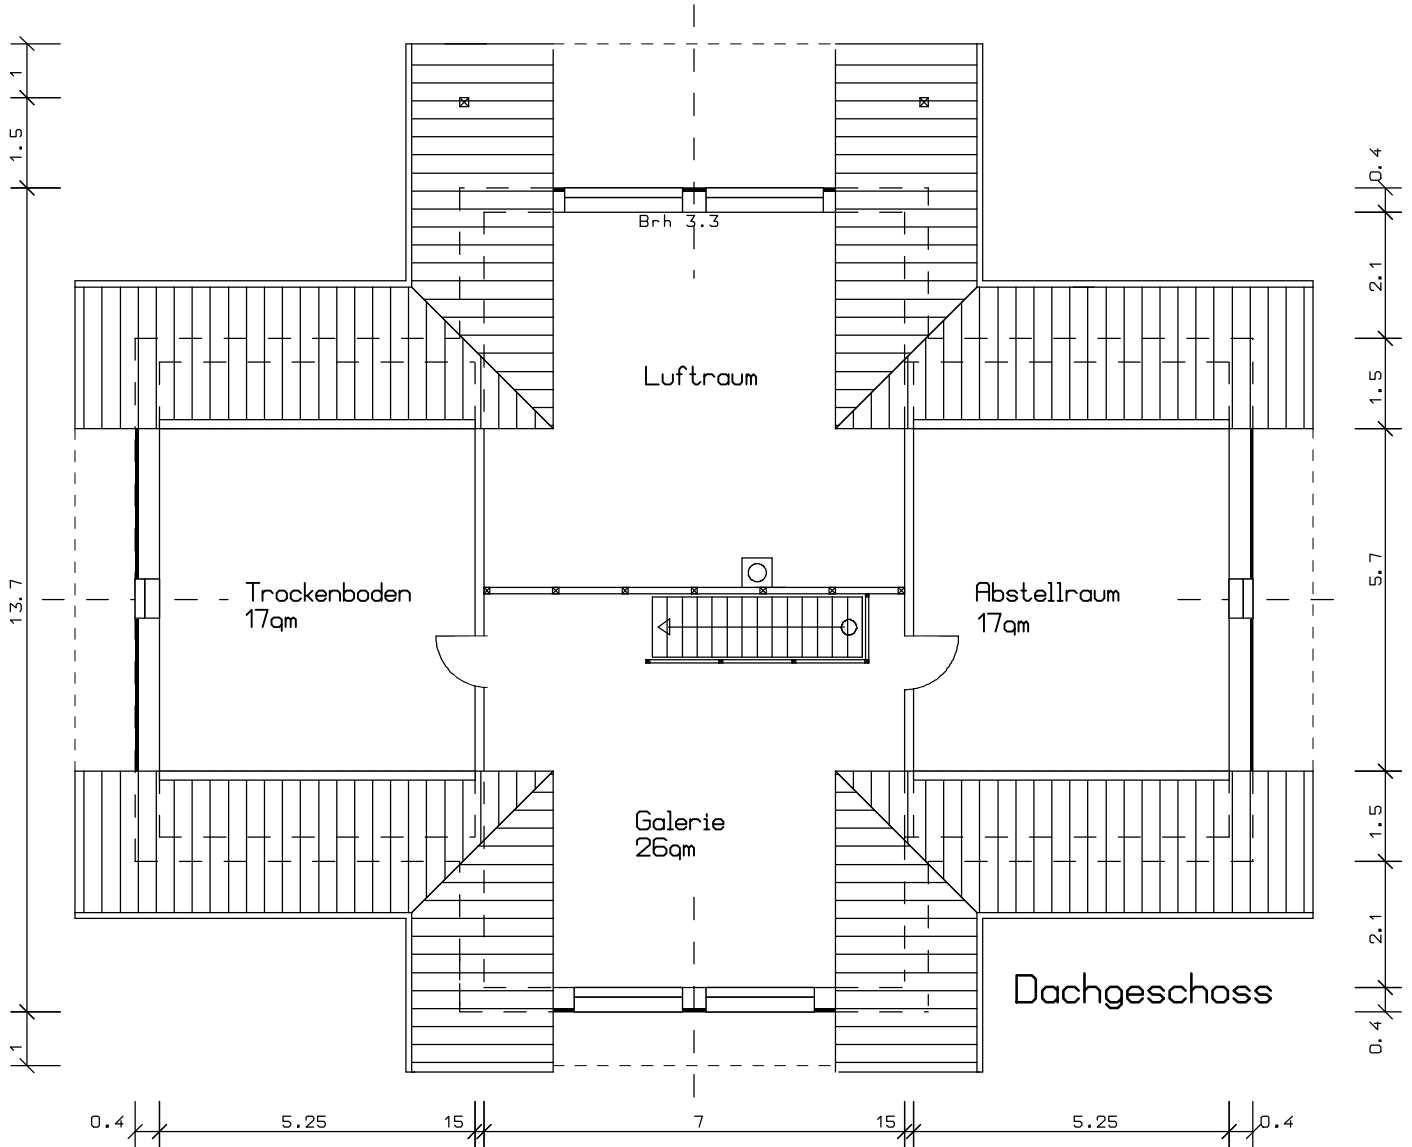 1
1.5
0.4
Brh 3.3
2.1
Luftraum
1.5
13.7
Trockenboden
17qm
Abstellraum
17qm
5.7
Galerie
26qm
1.5
2.1
Dachgeschoss
1
0.4
0.4 5.25 15 7 15 5.25 0.4